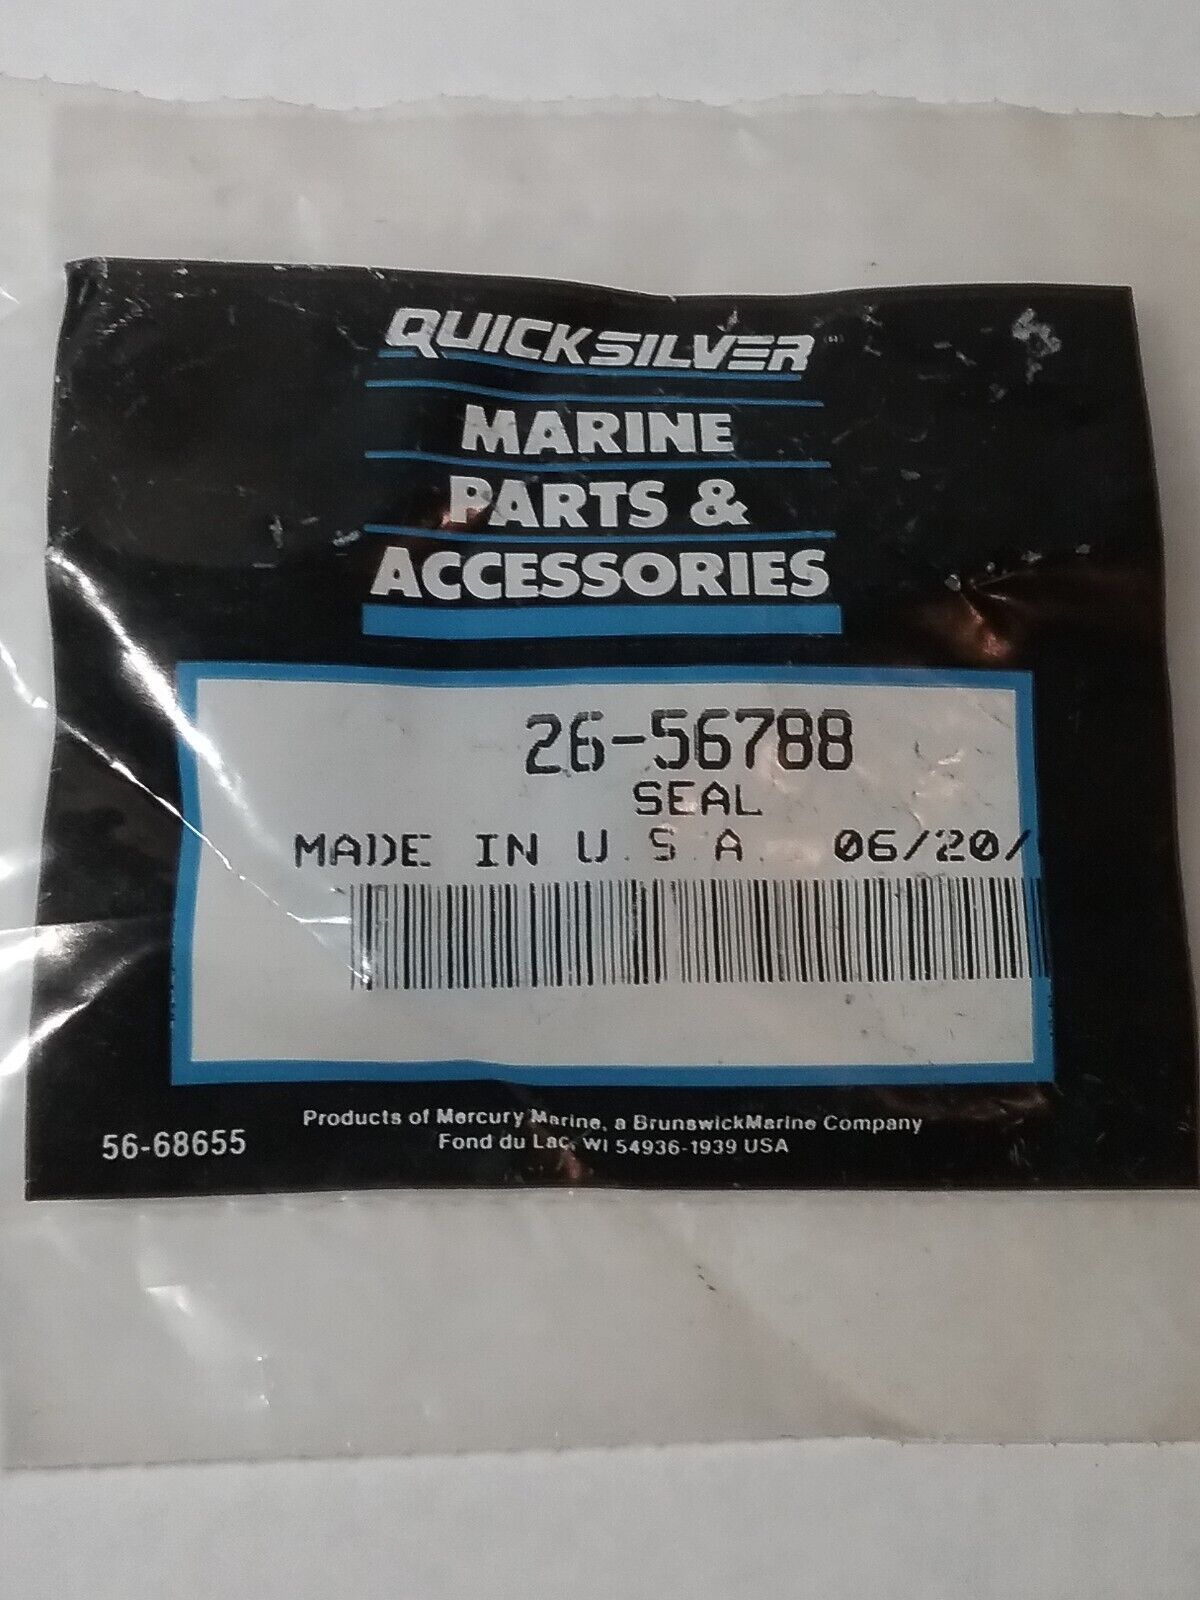 QUICKSILVER
MARINE
PARTS &
ACCESSORIES
26-56788
SEAL
MADE IN U.S.A. 06/20/
Products of Mercury Marine, a BrunswickMarine Company
56-68655 Fond du Lac, WI 54936-1939 USA